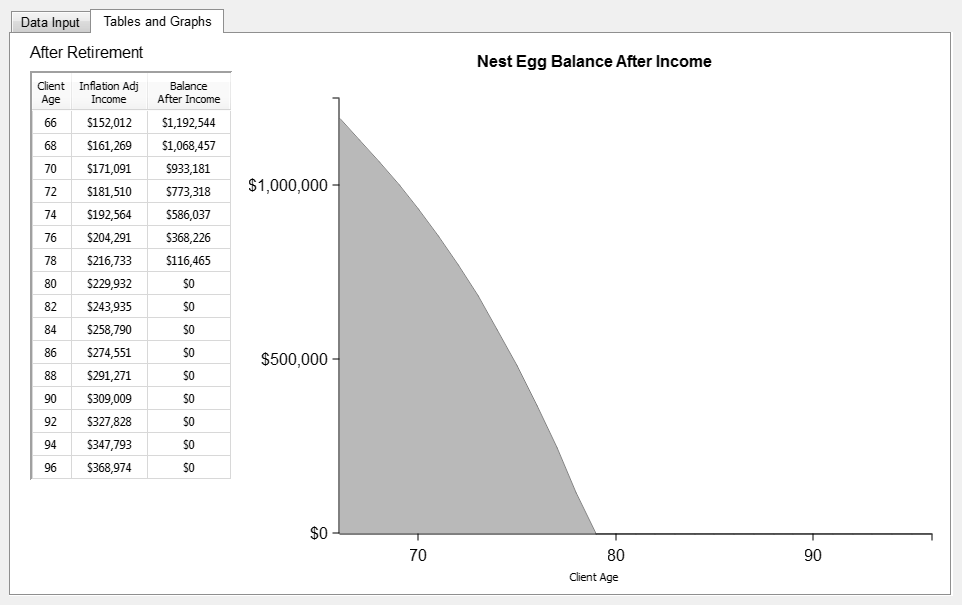 Data Input
Tables and Graphs
After Retirement
Client Age Inflation Adj Income Balance After Income
66 $152,012 $1,192,544
68 $161,269 $1,068,457
70 $171,091 $933,181
72 $181,510 $773,318
74 $192,564 $586,037
76 $204,291 $368,226
78 $216,733 $116,465
80 $229,932 $0
82 $243,935 $0
84 $258,790 $0
86 $274,551 $0
88 $291,271 $0
90 $309,009 $0
92 $327,828 $0
94 $347,793 $0
96 $368,974 $0
Nest Egg Balance After Income
$1,000,000
$500,000
$0
70 80 90
Client Age